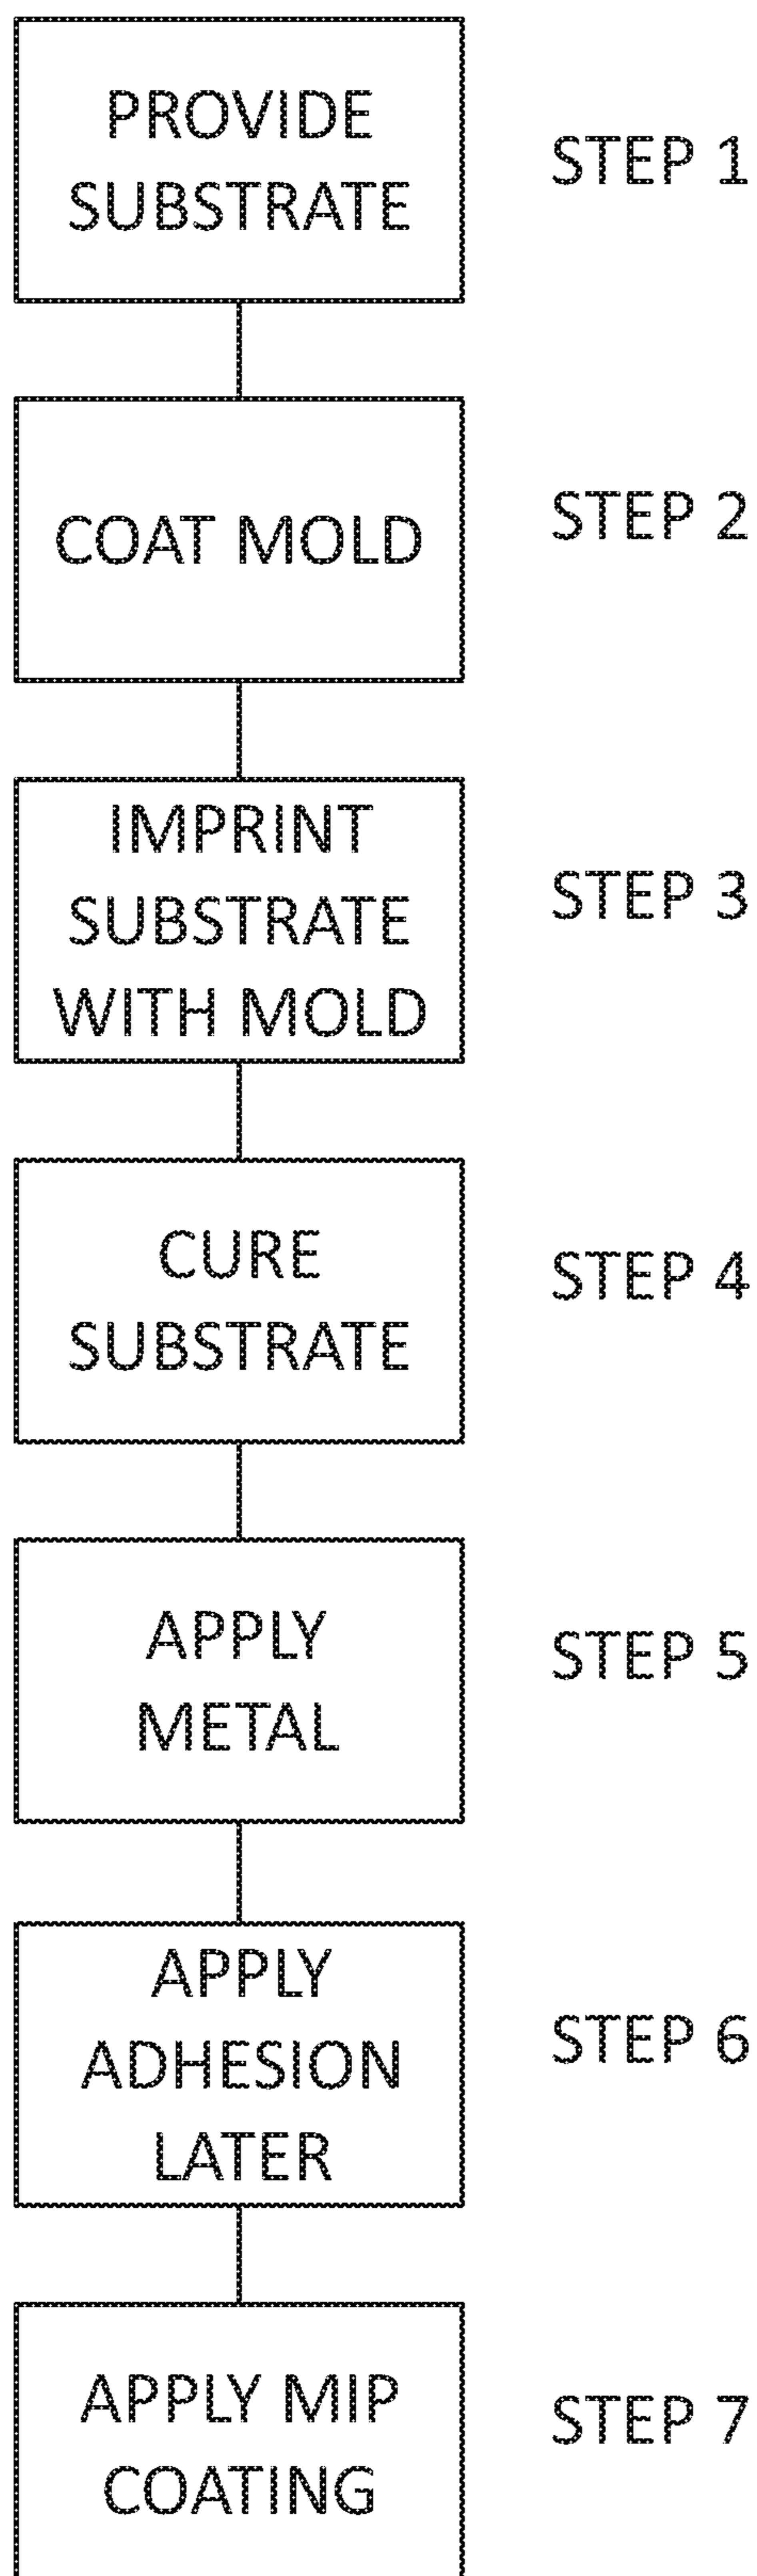 PROVIDE
SUBSTRATE
STEP 1
COAT MOLD
STEP 2
IMPRINT
SUBSTRATE
WITH MOLD
STEP 3
CURE
SUBSTRATE
STEP 4
APPLY
METAL
STEP 5
APPLY
ADHESION
LATER
STEP 6
APPLY MIP
COATING
STEP 7